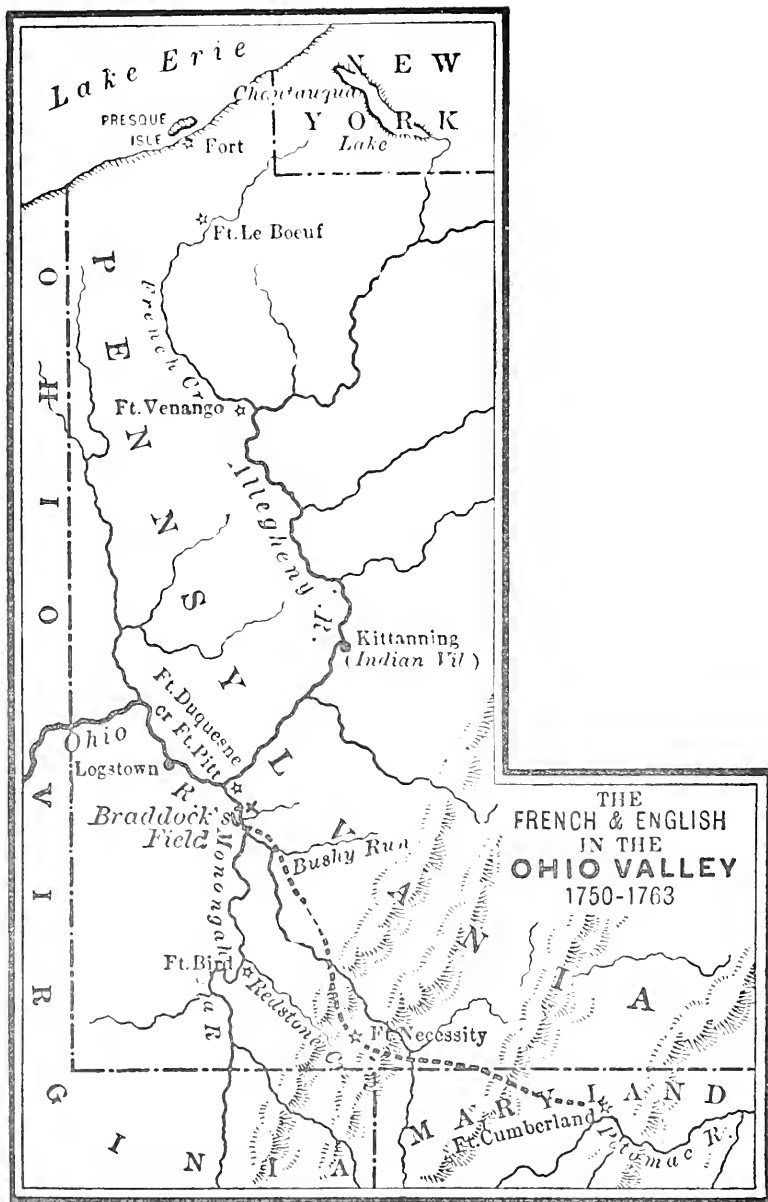 Lake Erie
NEW
YORK
Chautauqua
Lake
PRESQUE
ISLE
Fort
Ft. Le Boeuf
French Cr.
OHIO
PENNSYLVANIA
Ft. Venango
Allegheny R.
Kittanning
(Indian Vil)
Ft. Duquesne
or Ft. Pitt
Ohio
R
Logstown
Braddock's
Field
Bushy Run
Monongahela R
Ft. Bird
Redstone Cr
Ft. Necessity
VIRGINIA
MARYLAND
Ft. Cumberland
Potomac R.
THE
FRENCH & ENGLISH
IN THE
OHIO VALLEY
1750-1763